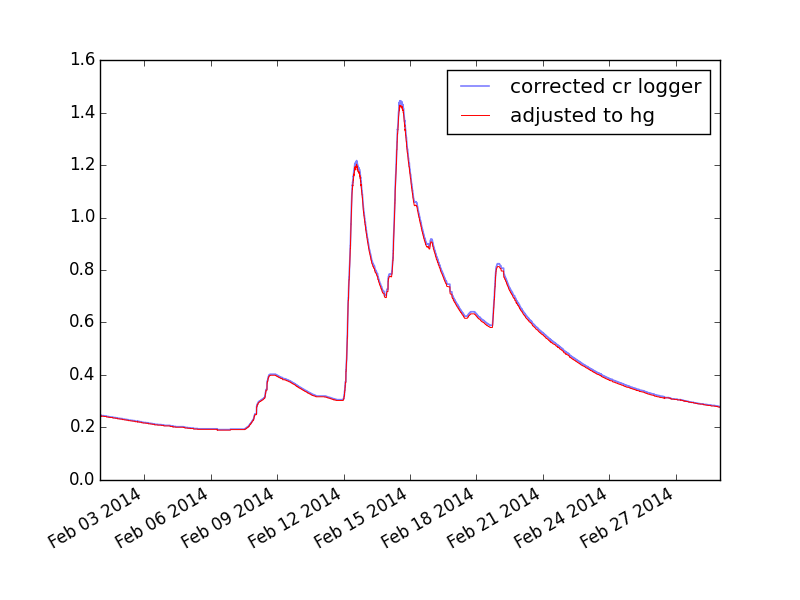 1.6
1.4
1.2
1.0
0.8
0.6
0.4
0.2
0.0
corrected cr logger
adjusted to hg
Feb 03 2014
Feb 06 2014
Feb 09 2014
Feb 12 2014
Feb 15 2014
Feb 18 2014
Feb 21 2014
Feb 24 2014
Feb 27 2014